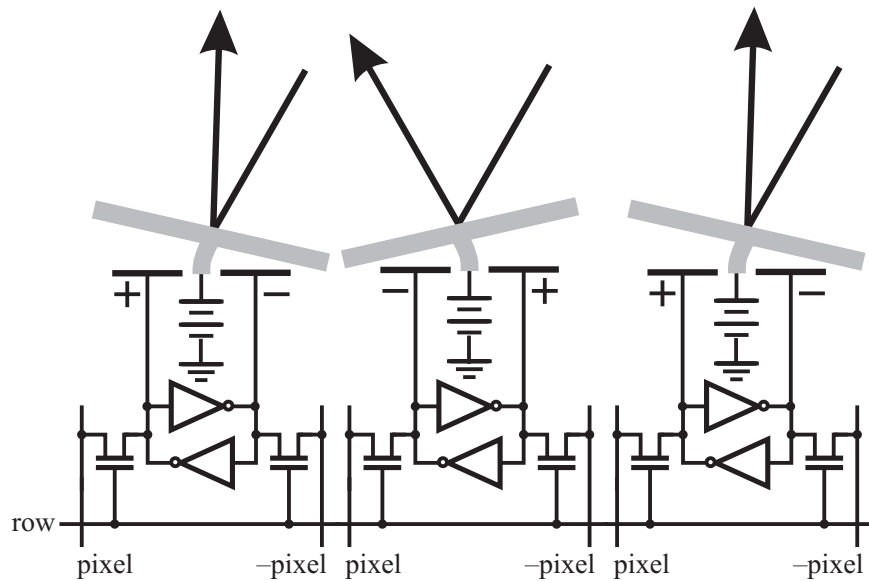 + − − + + −
row
pixel –pixel pixel –pixel pixel –pixel